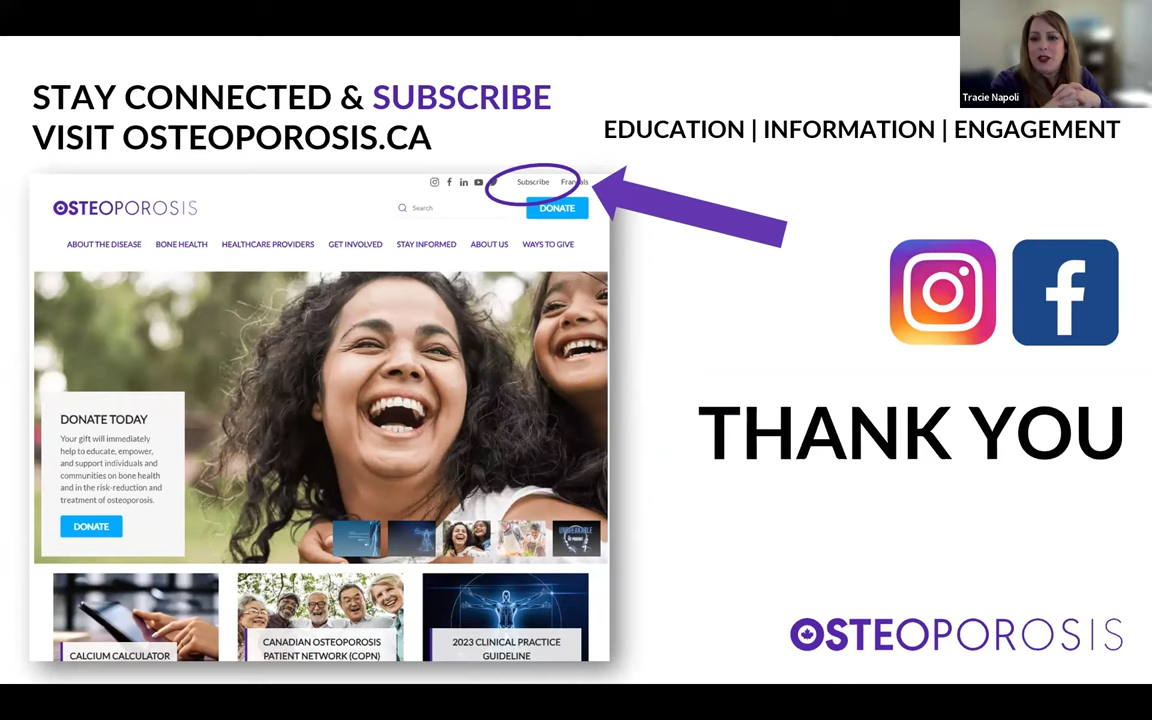 Tracie Napoli
STAY CONNECTED & SUBSCRIBE
VISIT OSTEOPOROSIS.CA
EDUCATION | INFORMATION | ENGAGEMENT
Subscribe Français
OSTEOPOROSIS
Search
DONATE
ABOUT THE DISEASE BONE HEALTH HEALTHCARE PROVIDERS GET INVOLVED STAY INFORMED ABOUT US WAYS TO GIVE
DONATE TODAY
Your gift will immediately
help to educate, empower,
and support individuals and
communities on bone health
and in the risk-reduction and
treatment of osteoporosis.
DONATE
UNBREAKABLE
CALCIUM CALCULATOR
CANADIAN OSTEOPOROSIS
PATIENT NETWORK (COPN)
2023 CLINICAL PRACTICE
GUIDELINE
THANK YOU
OSTEOPOROSIS